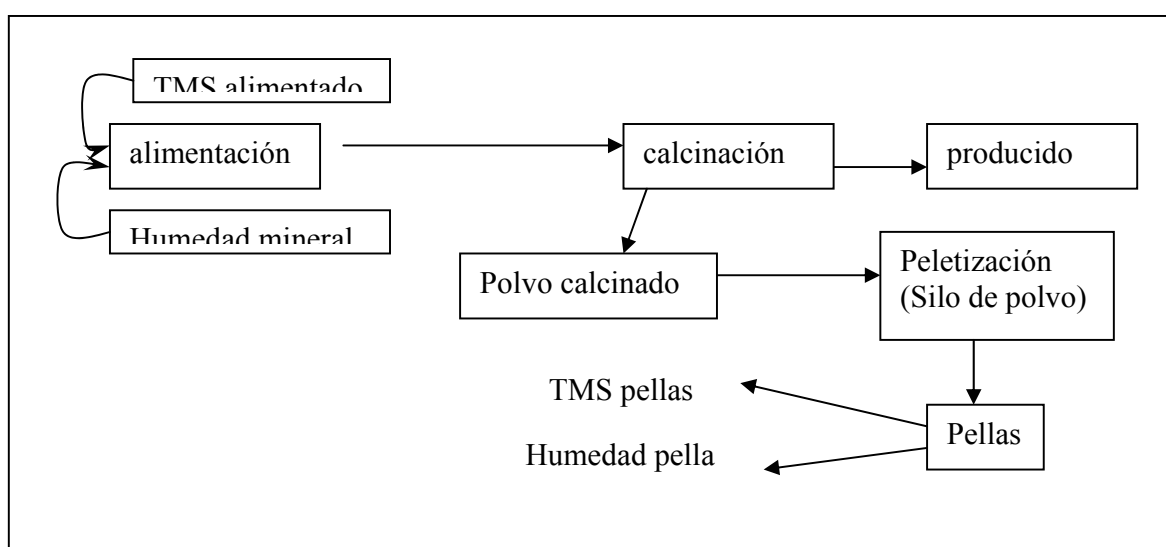 TMS alimentado
alimentación
calcinación
producido
Humedad mineral
Polvo calcinado
Peletización
(Silo de polvo)
TMS pellas
Pellas
Humedad pella